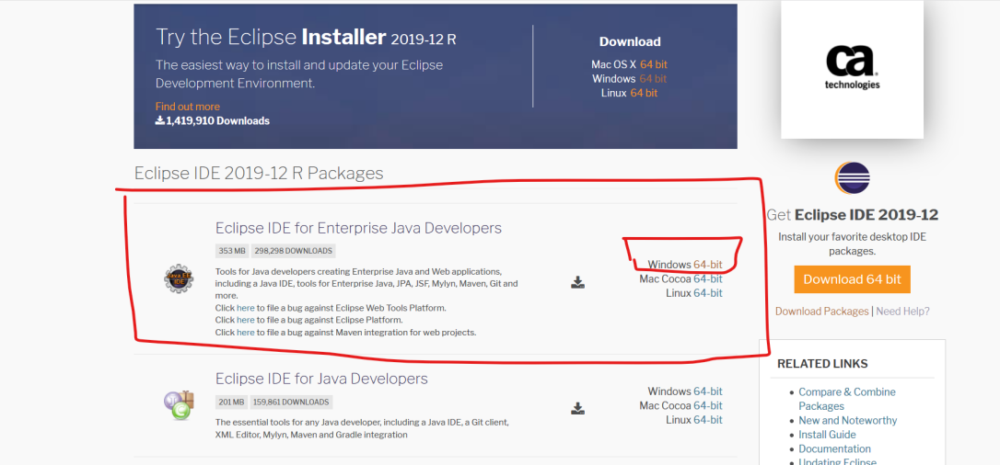 Try the Eclipse Installer 2019-12 R
The easiest way to install and update your Eclipse
Development Environment.
Find out more
1,419,910 Downloads
Download
Mac OS X 64 bit
Windows 64 bit
Linux 64 bit
ca
technologies
Eclipse IDE 2019-12 R Packages
Eclipse IDE for Enterprise Java Developers
353 MB 298,298 DOWNLOADS
Java EE
IDE
Tools for Java developers creating Enterprise Java and Web applications,
including a Java IDE, tools for Enterprise Java, JPA, JSF, Mylyn, Maven, Git and
more.
Click here to file a bug against Eclipse Web Tools Platform.
Click here to file a bug against Eclipse Platform.
Click here to file a bug against Maven integration for web projects.
Windows 64-bit
Mac Cocoa 64-bit
Linux 64-bit
Eclipse IDE for Java Developers
201 MB 159,861 DOWNLOADS
The essential tools for any Java developer, including a Java IDE, a Git client,
XML Editor, Mylyn, Maven and Gradle integration
Windows 64-bit
Mac Cocoa 64-bit
Linux 64-bit
Get Eclipse IDE 2019-12
Install your favorite desktop IDE
packages.
Download 64 bit
Download Packages | Need Help?
RELATED LINKS
Compare & Combine
Packages
New and Noteworthy
Install Guide
Documentation
Updating Eclipse